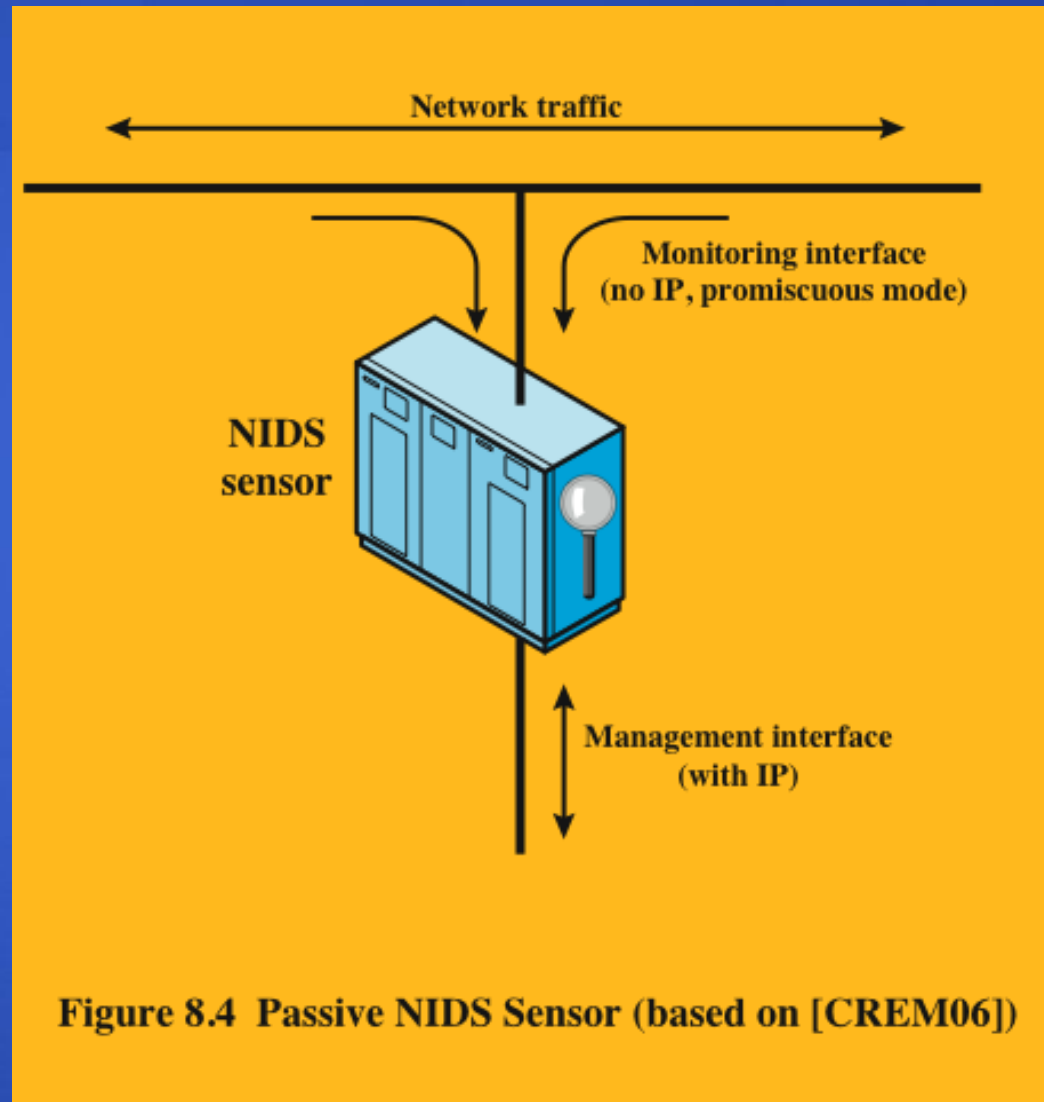 Network traffic
Monitoring interface
(no IP, promiscuous mode)
NIDS
sensor
Management interface
(with IP)
Figure 8.4  Passive NIDS Sensor (based on [CREM06])